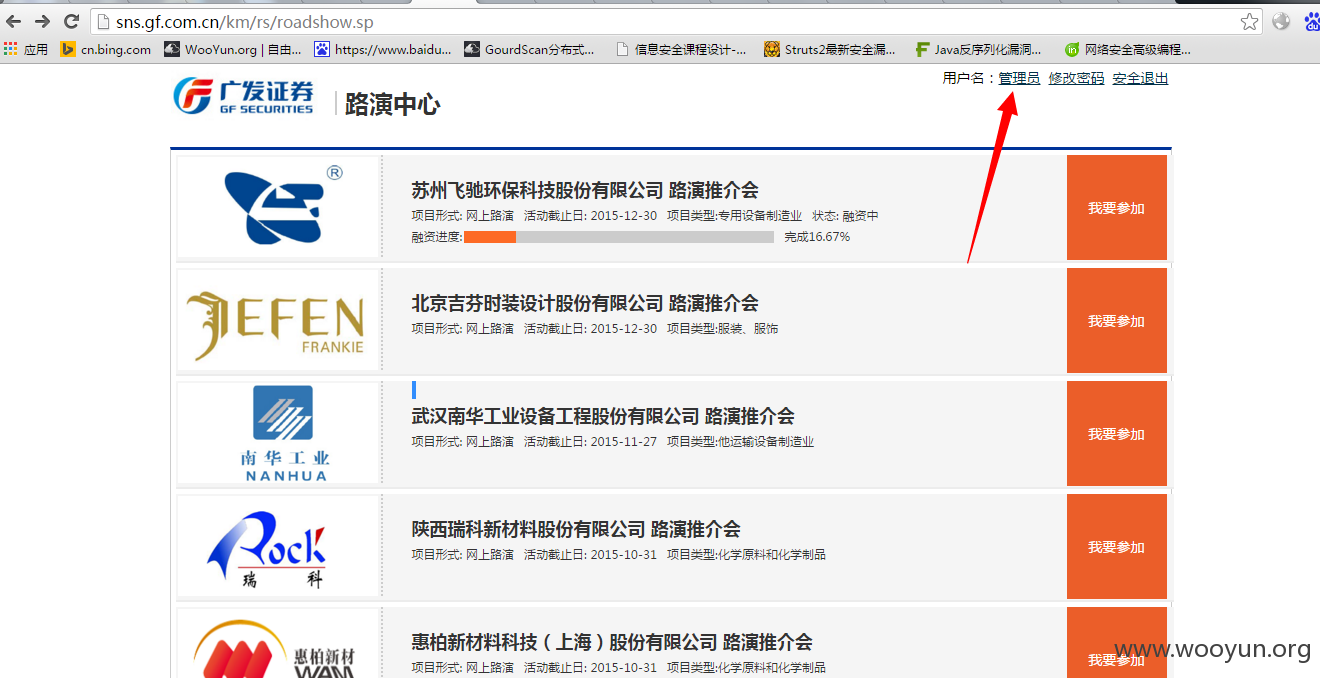 sns.gf.com.cn/km/rs/roadshow.sp
应用 cn.bing.com WooYun.org | 自由... https://www.baidu... GourdScan分布式... 信息安全课程设计-... Struts2最新安全漏... Java反序列化漏洞... 网络安全高级编程...
用户名：管理员 修改密码 安全退出
广发证券
GF SECURITIES
路演中心
®
苏州飞驰环保科技股份有限公司 路演推介会
项目形式: 网上路演 活动截止日: 2015-12-30 项目类型:专用设备制造业 状态: 融资中
融资进度: 完成16.67%
我要参加
JEFEN
FRANKIE
北京吉芬时装设计股份有限公司 路演推介会
项目形式: 网上路演 活动截止日: 2015-12-30 项目类型:服装、服饰
我要参加
南华工业
NANHUA
武汉南华工业设备工程股份有限公司 路演推介会
项目形式: 网上路演 活动截止日: 2015-11-27 项目类型:他运输设备制造业
我要参加
Rock
瑞 科
陕西瑞科新材料股份有限公司 路演推介会
项目形式: 网上路演 活动截止日: 2015-10-31 项目类型:化学原料和化学制品
我要参加
惠柏新材
WAM
惠柏新材料科技（上海）股份有限公司 路演推介会
项目形式: 网上路演 活动截止日: 2015-10-31 项目类型:化学原料和化学制品
我要参加
www.wooyun.org